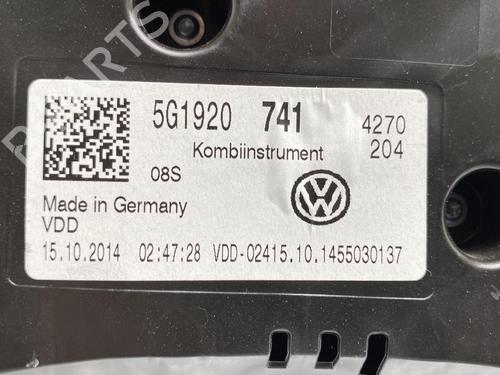 PARTS
5G1920 741 4270
Kombiinstrument 204
08S
Made in Germany
VDD
15.10.2014 02:47:28 VDD-02415.10.1455030137